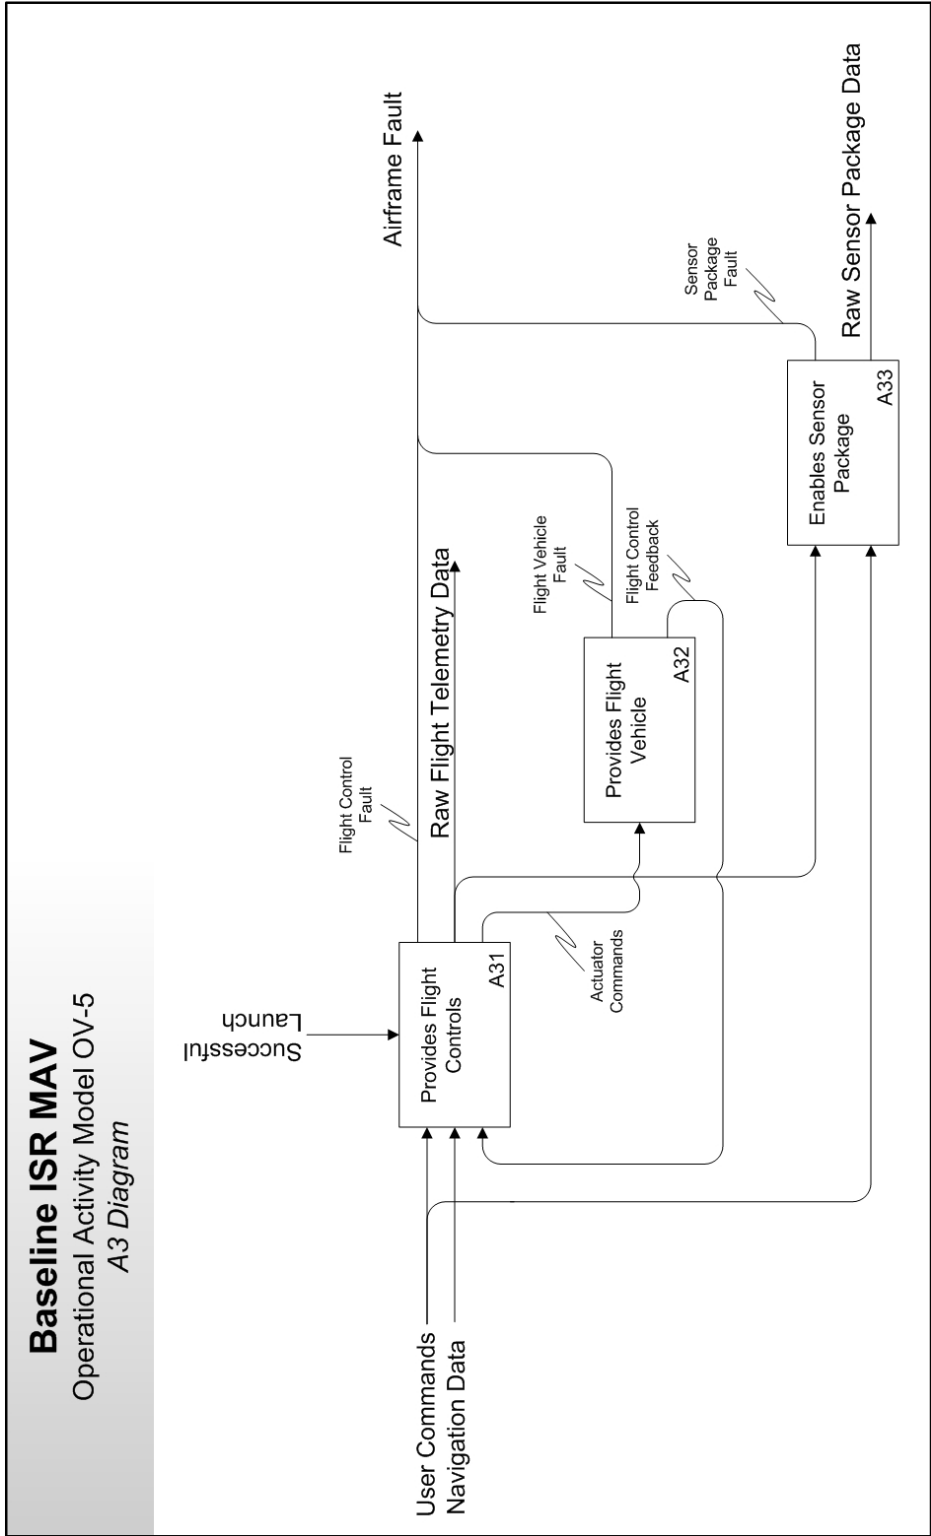 Baseline ISR MAV
Operational Activity Model OV-5
A3 Diagram
Successful
Launch
User Commands
Navigation Data
Provides Flight
Controls
A31
Flight Control
Fault
Airframe Fault
Raw Flight Telemetry Data
Actuator
Commands
Provides Flight
Vehicle
A32
Flight Vehicle
Fault
Flight Control
Feedback
Sensor
Package
Fault
Enables Sensor
Package
A33
Raw Sensor Package Data